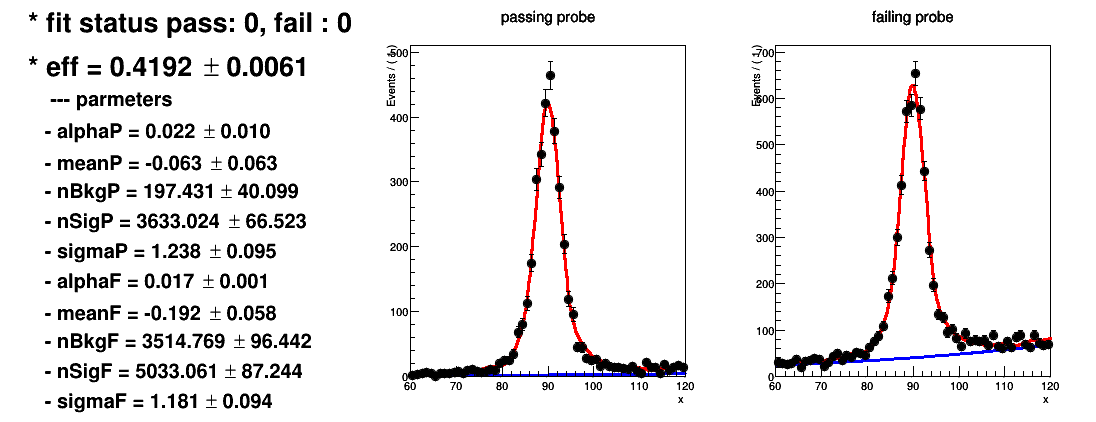 * fit status pass: 0, fail : 0
* eff = 0.4192 ± 0.0061
--- parmeters
- alphaP = 0.022 ± 0.010
- meanP = -0.063 ± 0.063
- nBkgP = 197.431 ± 40.099
- nSigP = 3633.024 ± 66.523
- sigmaP = 1.238 ± 0.095
- alphaF = 0.017 ± 0.001
- meanF = -0.192 ± 0.058
- nBkgF = 3514.769 ± 96.442
- nSigF = 5033.061 ± 87.244
- sigmaF = 1.181 ± 0.094
passing probe
Events / ( 1 )
500
400
300
200
100
0
60 70 80 90 100 110 120
x
failing probe
Events / ( 1 )
700
600
500
400
300
200
100
0
60 70 80 90 100 110 120
x